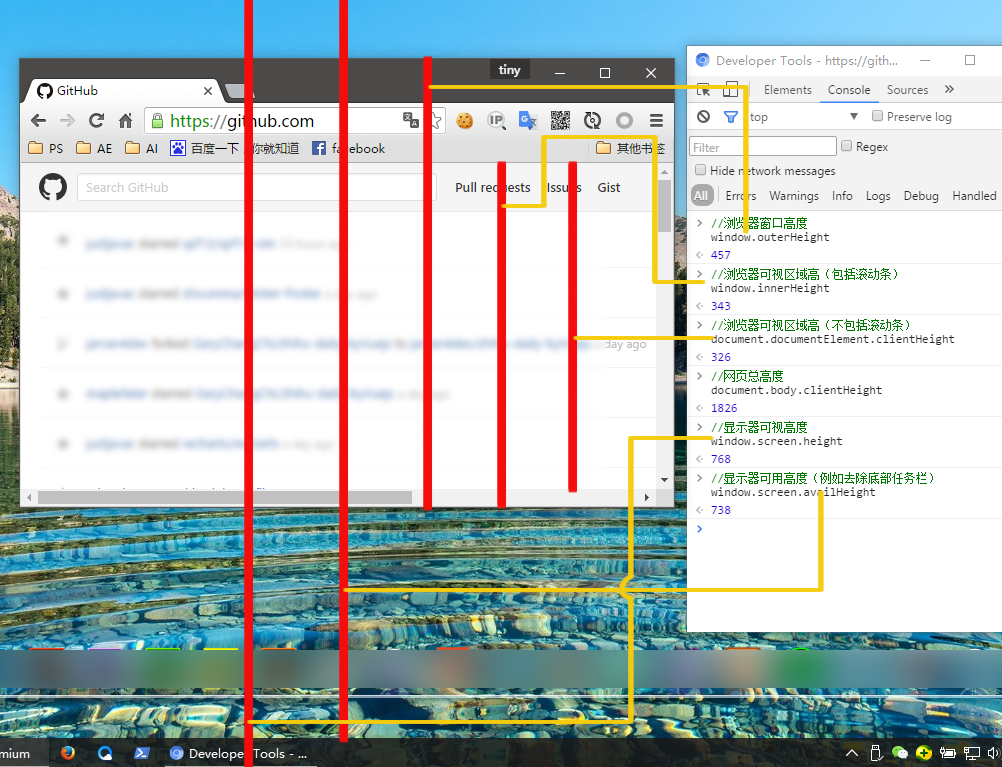 tiny
GitHub
https://github.com
PS
AE
AI
百度一下
你就知道
facebook
其他书签
Search GitHub
Pull requests
Issues
Gist
day ago
Developer Tools - https://gith...
Elements Console Sources »
top
Preserve log
Filter
Regex
Hide network messages
All Errors Warnings Info Logs Debug Handled
//浏览器窗口高度
window.outerHeight
457
//浏览器可视区域高（包括滚动条）
window.innerHeight
343
//浏览器可视区域高（不包括滚动条）
document.documentElement.clientHeight
326
//网页总高度
document.body.clientHeight
1826
//显示器可视高度
window.screen.height
768
//显示器可用高度（例如去除底部任务栏）
window.screen.availHeight
738
mium
Developer Tools - ...